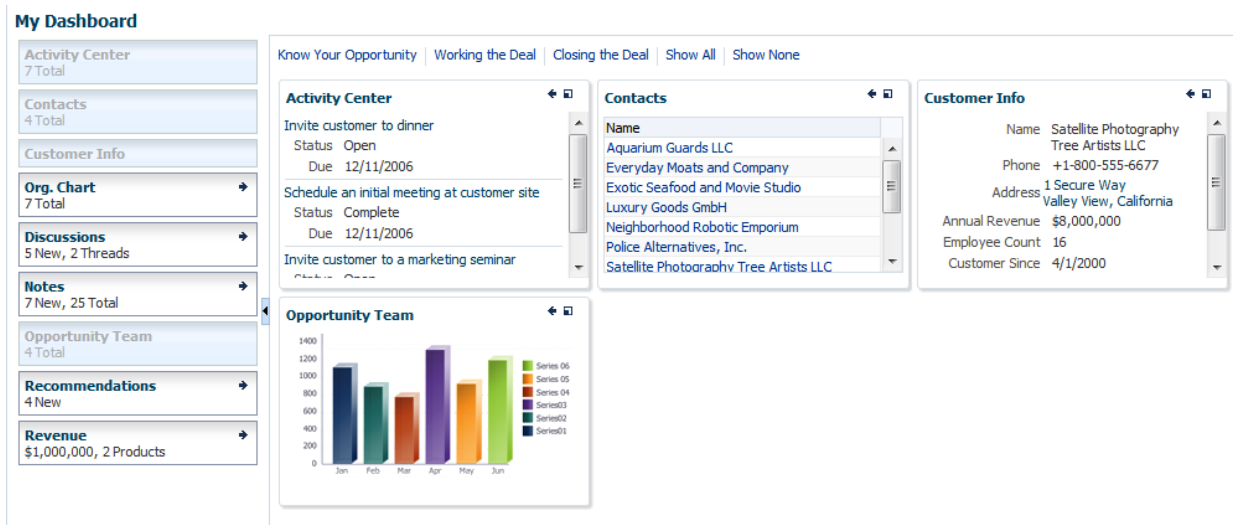 My Dashboard
Activity Center
7 Total
Contacts
4 Total
Customer Info
Org. Chart
7 Total
Discussions
5 New, 2 Threads
Notes
7 New, 25 Total
Opportunity Team
4 Total
Recommendations
4 New
Revenue
$1,000,000, 2 Products
Know Your Opportunity Working the Deal Closing the Deal Show All Show None
Activity Center
Invite customer to dinner
Status Open
Due 12/11/2006
Schedule an initial meeting at customer site
Status Complete
Due 12/11/2006
Invite customer to a marketing seminar
Status Open
Contacts
Name
Aquarium Guards LLC
Everyday Moats and Company
Exotic Seafood and Movie Studio
Luxury Goods GmbH
Neighborhood Robotic Emporium
Police Alternatives, Inc.
Satellite Photography Tree Artists LLC
Customer Info
Name Satellite Photography
Tree Artists LLC
Phone +1-800-555-6677
Address 1 Secure Way
Valley View, California
Annual Revenue $8,000,000
Employee Count 16
Customer Since 4/1/2000
Opportunity Team
1400
1200
1000
800
600
400
200
0
Jan Feb Mar Apr May Jun
Series 06
Series 05
Series 04
Series03
Series02
Series01